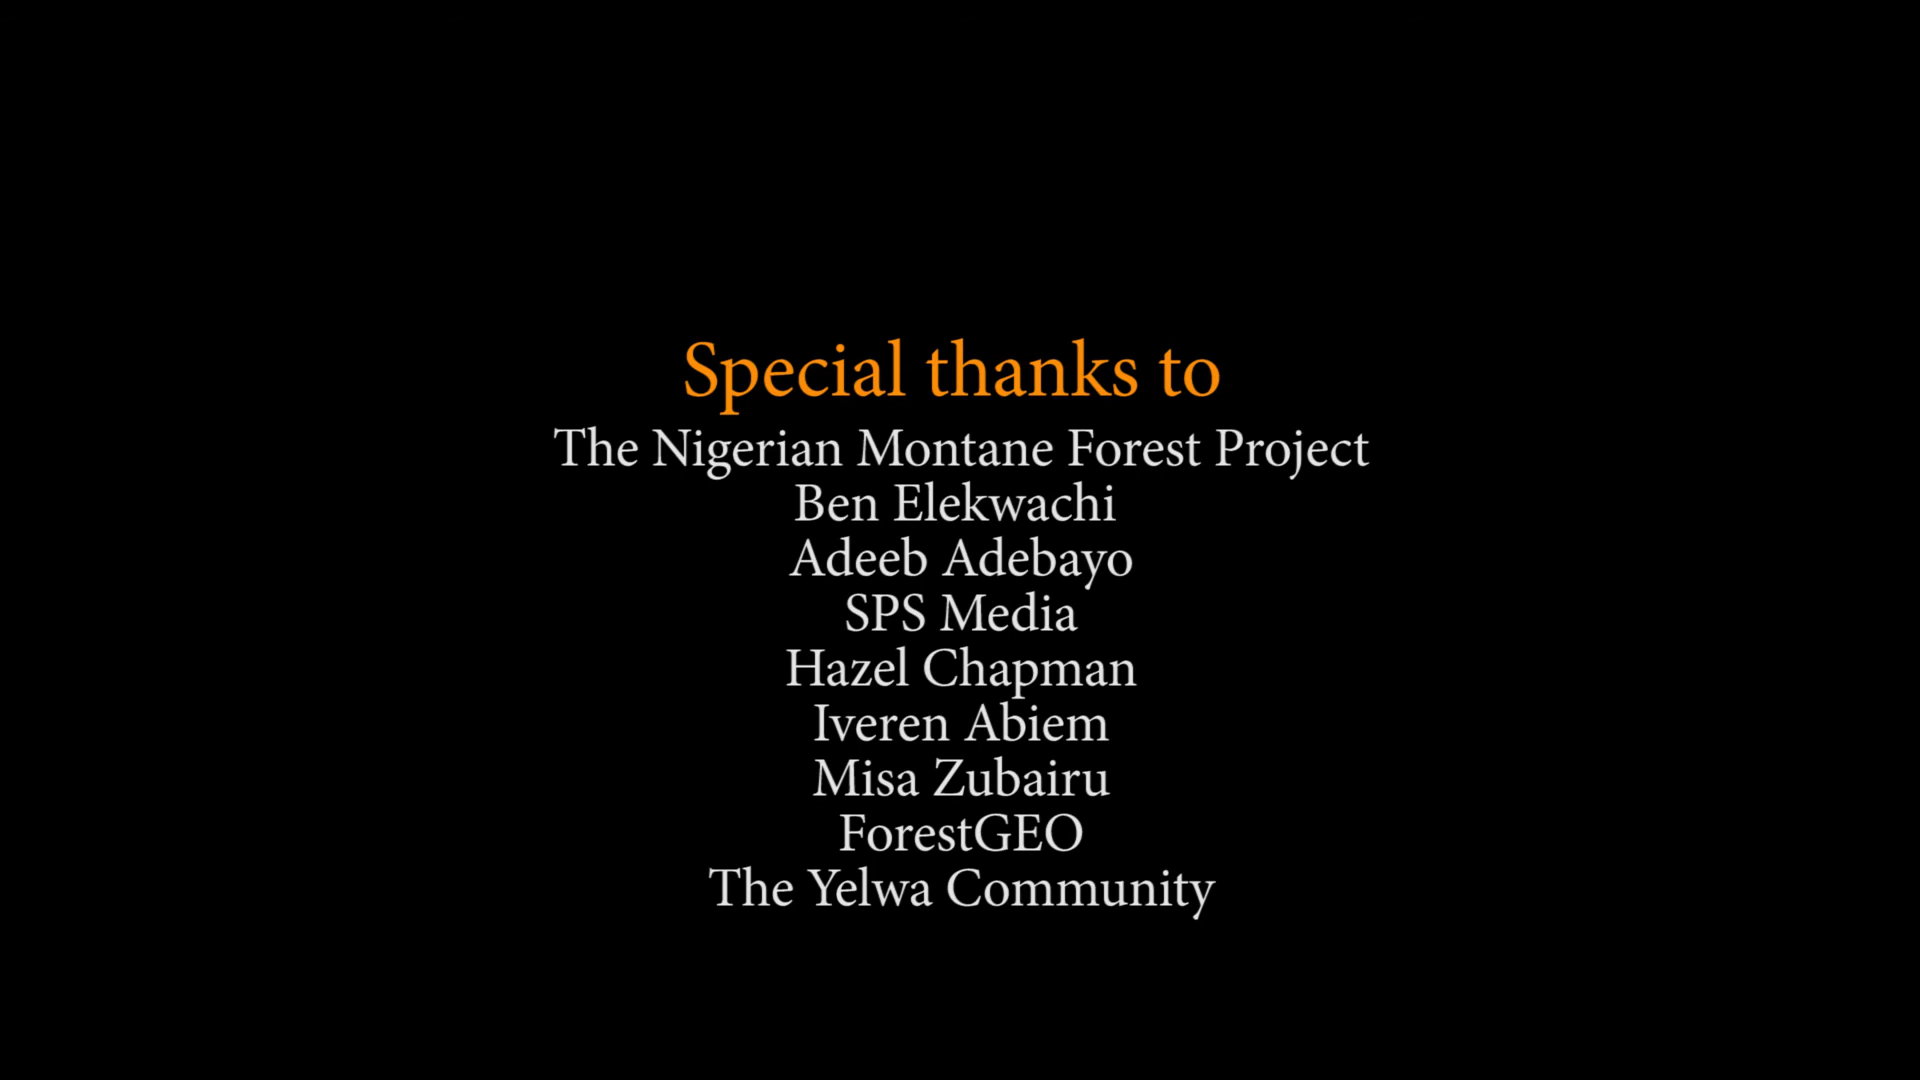 Special thanks to
The Nigerian Montane Forest Project
Ben Elekwachi
Adeeb Adebayo
SPS Media
Hazel Chapman
Iveren Abiem
Misa Zubairu
ForestGEO
The Yelwa Community